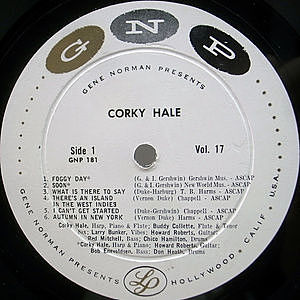 GNP
GENE NORMAN PRESENTS
CORKY HALE
Side 1
GNP 181
Vol. 17
1. FOGGY DAY* (G. & I. Gershwin) Gershwin Mus. - ASCAP
2. SOON* (G. & I. Gershwin) New World Mus. - ASCAP
3. WHAT IS THERE TO SAY (Duke-Harburg) T. B. Harms - ASCAP
4. THERE'S AN ISLAND (Vernon Duke) Chappell - ASCAP
IN THE WEST INDIES
5. I CAN'T GET STARTED (Duke-Gershwin) Chappell - ASCAP
6. AUTUMN IN NEW YORK (Vernon Duke) Harms - ASCAP
Corky Hale, Harp, Piano & Flute; Buddy Collette, Flute & Tenor
Sax; Larry Bunker, Vibes; Howard Roberts, Guitar;
Red Mitchell, Bass; Chico Hamilton, Drums
*Corky Hale, Harp & Piano; Howard Roberts, Guitar;
Bob Enevoldsen, Bass; Don Heath, Drums
GENE NORMAN PRESENTS
LP
HOLLYWOOD, CALIF. U.S.A.